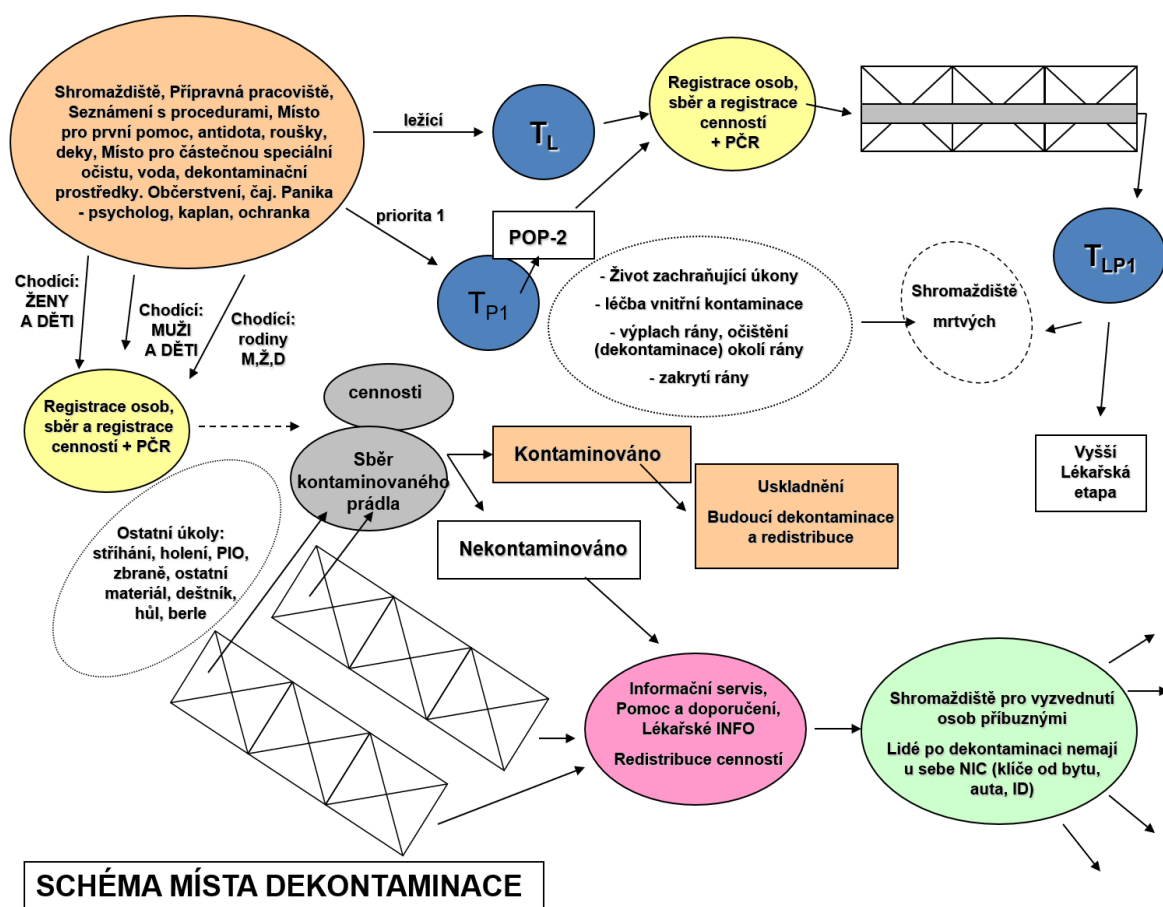 Shromaždiště, Přípravná pracoviště,
Seznámení s procedurami, Místo
pro první pomoc, antidota, roušky,
deky, Místo pro částečnou speciální
očistu, voda, dekontaminační
prostředky. Občerstvení, čaj. Panika
- psycholog, kaplan, ochranka
ležící
TL
Registrace osob,
sběr a registrace
cenností
+ PČR
priorita 1
POP-2
TP1
- Život zachraňující úkony
- léčba vnitřní kontaminace
- výplach rány, očištění
(dekontaminace) okolí rány
- zakrytí rány
Shromaždiště
mrtvých
TLP1
Vyšší
Lékařská
etapa
Chodící:
ŽENY
A DĚTI
Chodící:
MUŽI
A DĚTI
Chodící:
rodiny
M,Ž,D
Registrace osob,
sběr a registrace
cenností + PČR
cennosti
Sběr
kontaminovaného
prádla
Kontaminováno
Uskladnění
Budoucí dekontaminace
a redistribuce
Nekontaminováno
Ostatní úkoly:
stříhání, holení, PIO,
zbraně, ostatní
materiál, deštník,
hůl, berle
Informační servis,
Pomoc a doporučení,
Lékařské INFO
Redistribuce cenností
Shromaždiště pro vyzvednutí
osob příbuznými
Lidé po dekontaminaci nemají
u sebe NIC (klíče od bytu,
auta, ID)
SCHÉMA MÍSTA DEKONTAMINACE